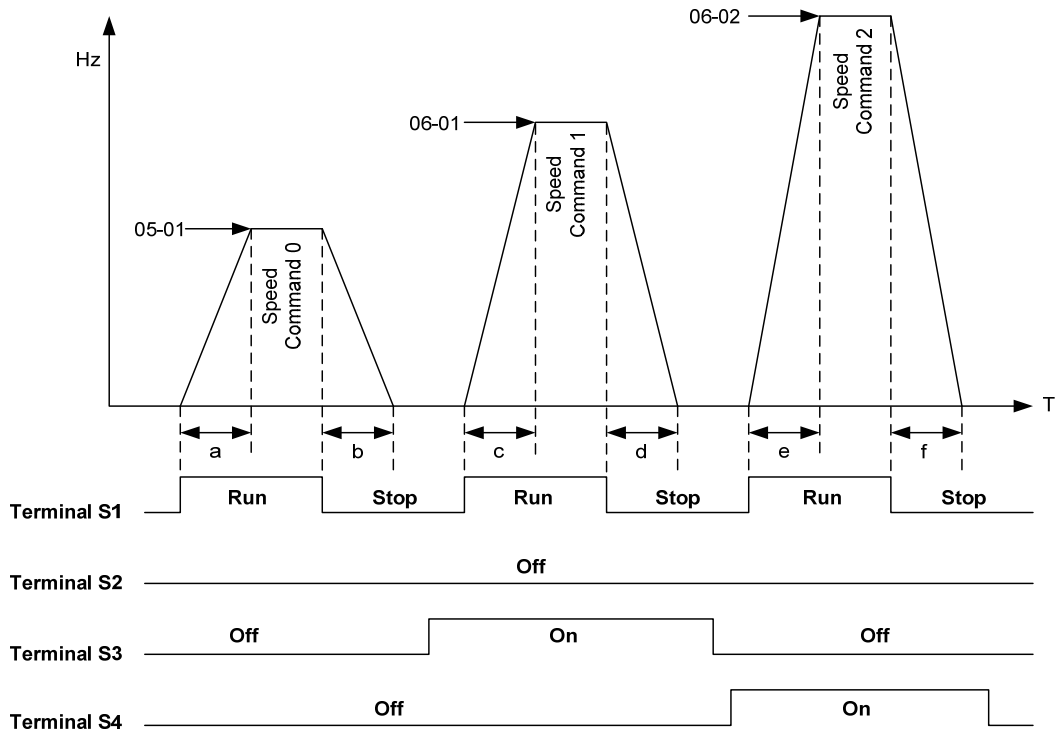 06-02
Hz
Speed
Command 2
06-01
Speed
Command 1
05-01
Speed
Command 0
T
a
b
c
d
e
f
Terminal S1
Run
Stop
Run
Stop
Run
Stop
Terminal S2
Off
Terminal S3
Off
On
Off
Terminal S4
Off
On